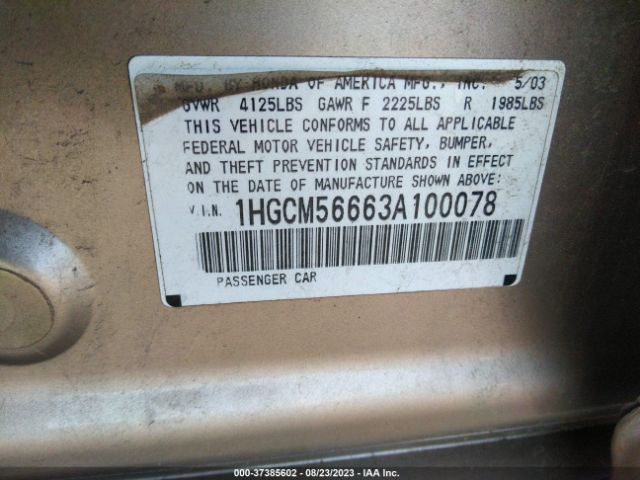 MFD. BY HONDA OF AMERICA MFG., INC. 5/03
GVWR 4125LBS GAWR F 2225LBS R 1985LBS
THIS VEHICLE CONFORMS TO ALL APPLICABLE
FEDERAL MOTOR VEHICLE SAFETY, BUMPER,
AND THEFT PREVENTION STANDARDS IN EFFECT
ON THE DATE OF MANUFACTURE SHOWN ABOVE:
V.I.N. 1HGCM56663A100078
PASSENGER CAR
000-37385602 - 08/23/2023 - IAA Inc.